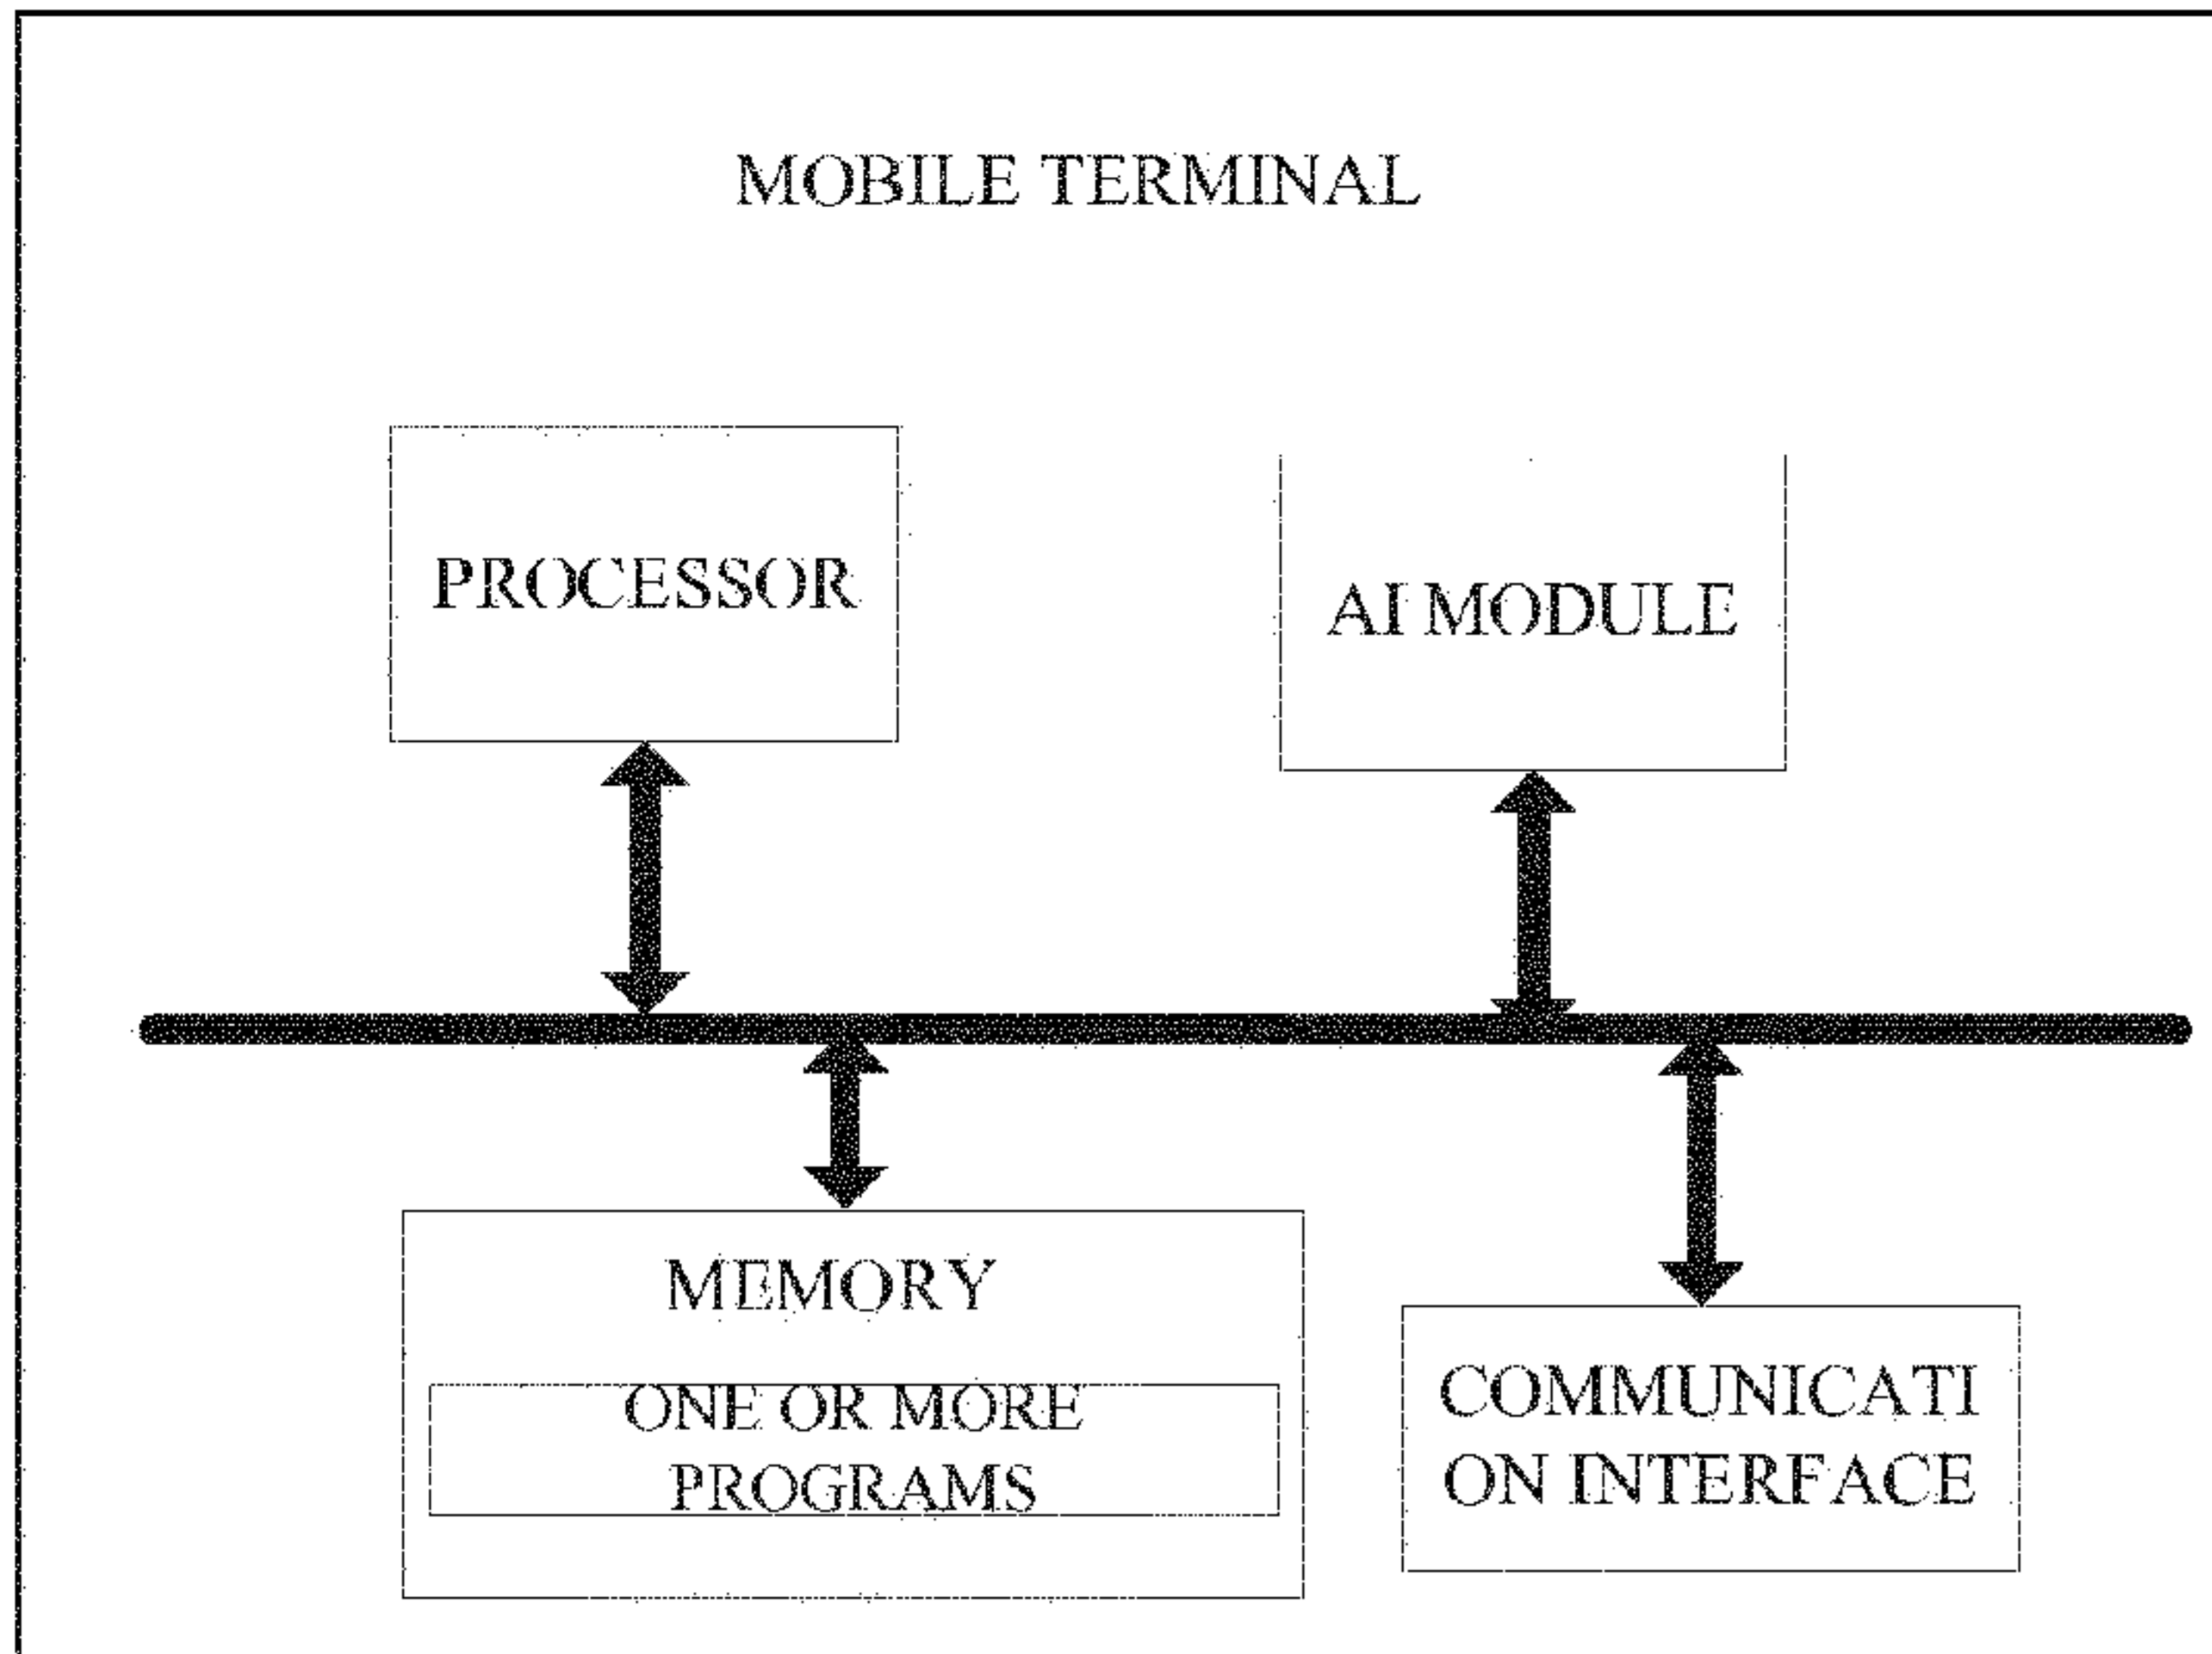 MOBILE TERMINAL
PROCESSOR
AI MODULE
MEMORY
ONE OR MORE
PROGRAMS
COMMUNICATI
ON INTERFACE